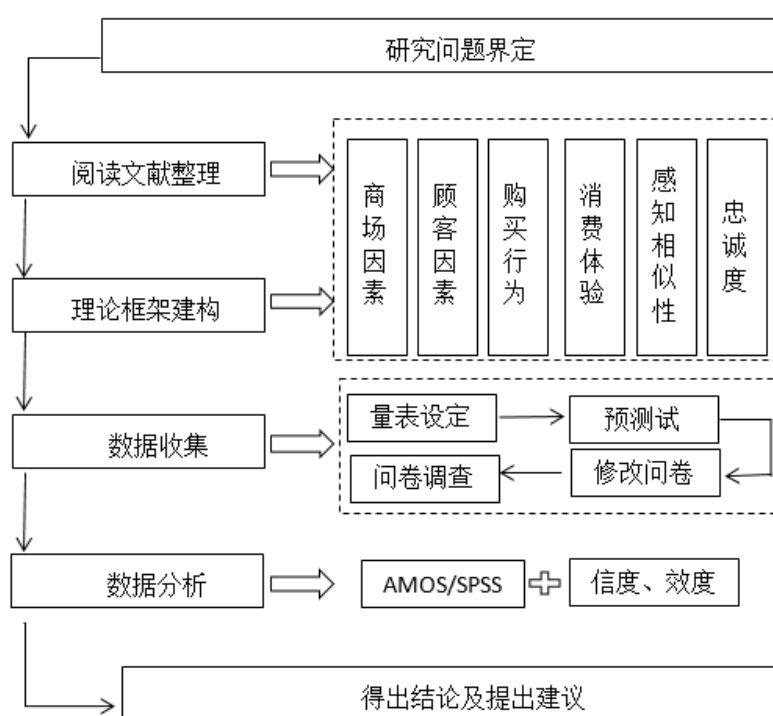 研究问题界定
阅读文献整理
商场因素
顾客因素
购买行为
消费体验
感知相似性
忠诚度
理论框架建构
数据收集
量表设定
预测试
问卷调查
修改问卷
数据分析
AMOS/SPSS
信度、效度
得出结论及提出建议